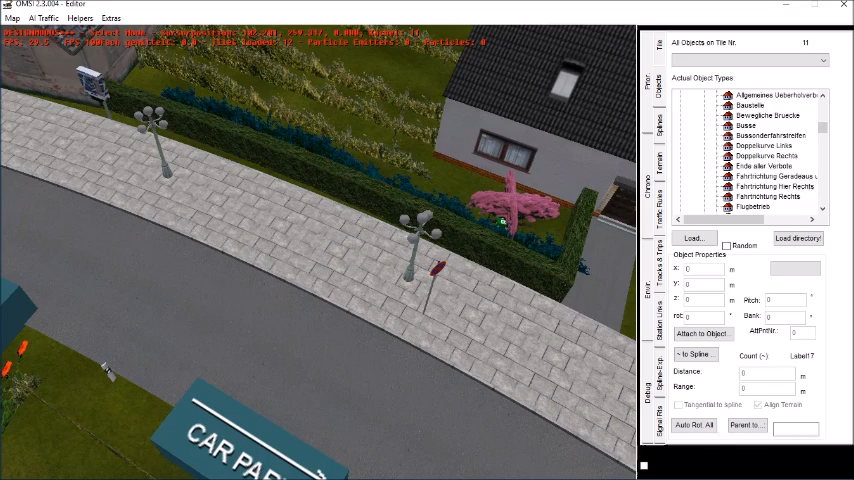 OMSI 2.3.004 - Editor
Map AI Traffic Helpers Extras
All Objects on Tile Nr. 11
Actual Object Types:
Allgemeines Ueberholverb
Baustelle
Bewegliche Bruecke
Busse
Bussonderfahrstreifen
Doppelkurve Links
Doppelkurve Rechts
Ende aller Verbote
Fahrtrichtung Geradeaus u
Fahrtrichtung Hier Rechts
Fahrtrichtung Rechts
Flugbetrieb
Load...
Random
Load directory!
Object Properties
x: 0 m
y: 0 m
z: 0 m
Pitch: 0 °
rot: 0 °
Bank: 0 °
Attach to Object...
AttPntNr.: 0
~ to Spline ...
Count (~): Label17
Distance: 0 m
Range: 0 m
Tangential to spline
Align Terrain
Auto Rot. All
Parent to...:
Tile
Objects
Splines
Terrain
Traffic Rules
Tracks & Trips
Station Links
Spline-Exp.
Signal Rts
Chrono
Envir.
Debug
CAR PAR